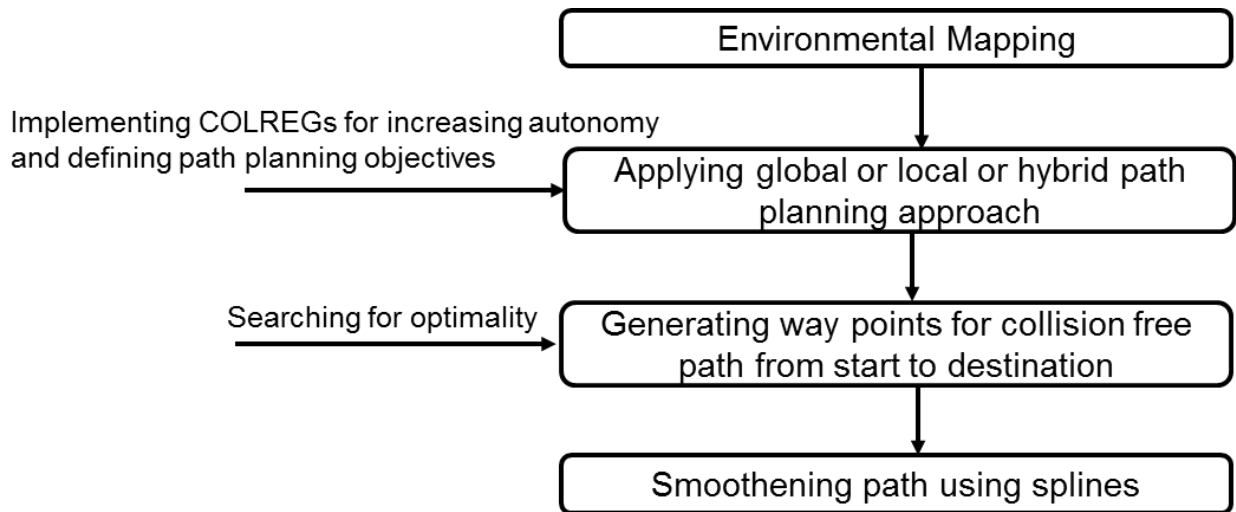 Environmental Mapping
Implementing COLREGs for increasing autonomy
and defining path planning objectives
Applying global or local or hybrid path
planning approach
Searching for optimality
Generating way points for collision free
path from start to destination
Smoothening path using splines